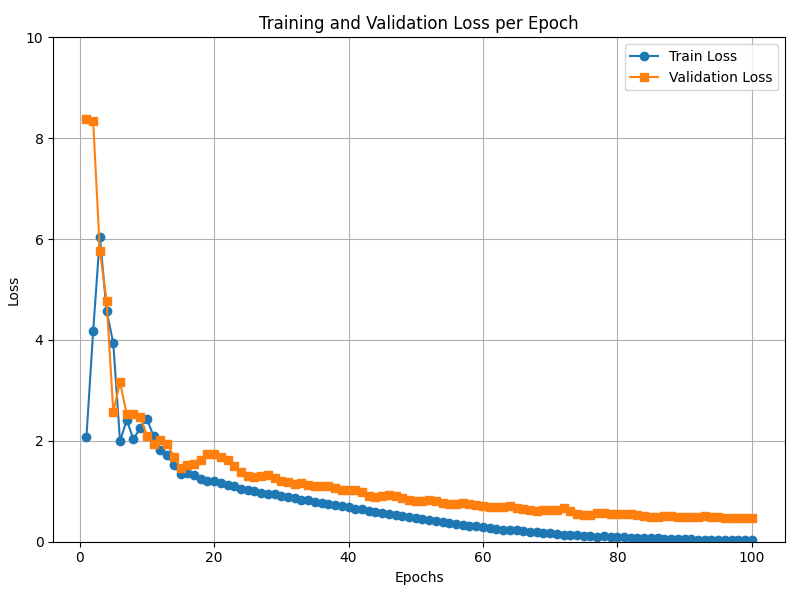 Training and Validation Loss per Epoch
Train Loss
Validation Loss
10
8
6
4
2
0
Loss
0 20 40 60 80 100
Epochs